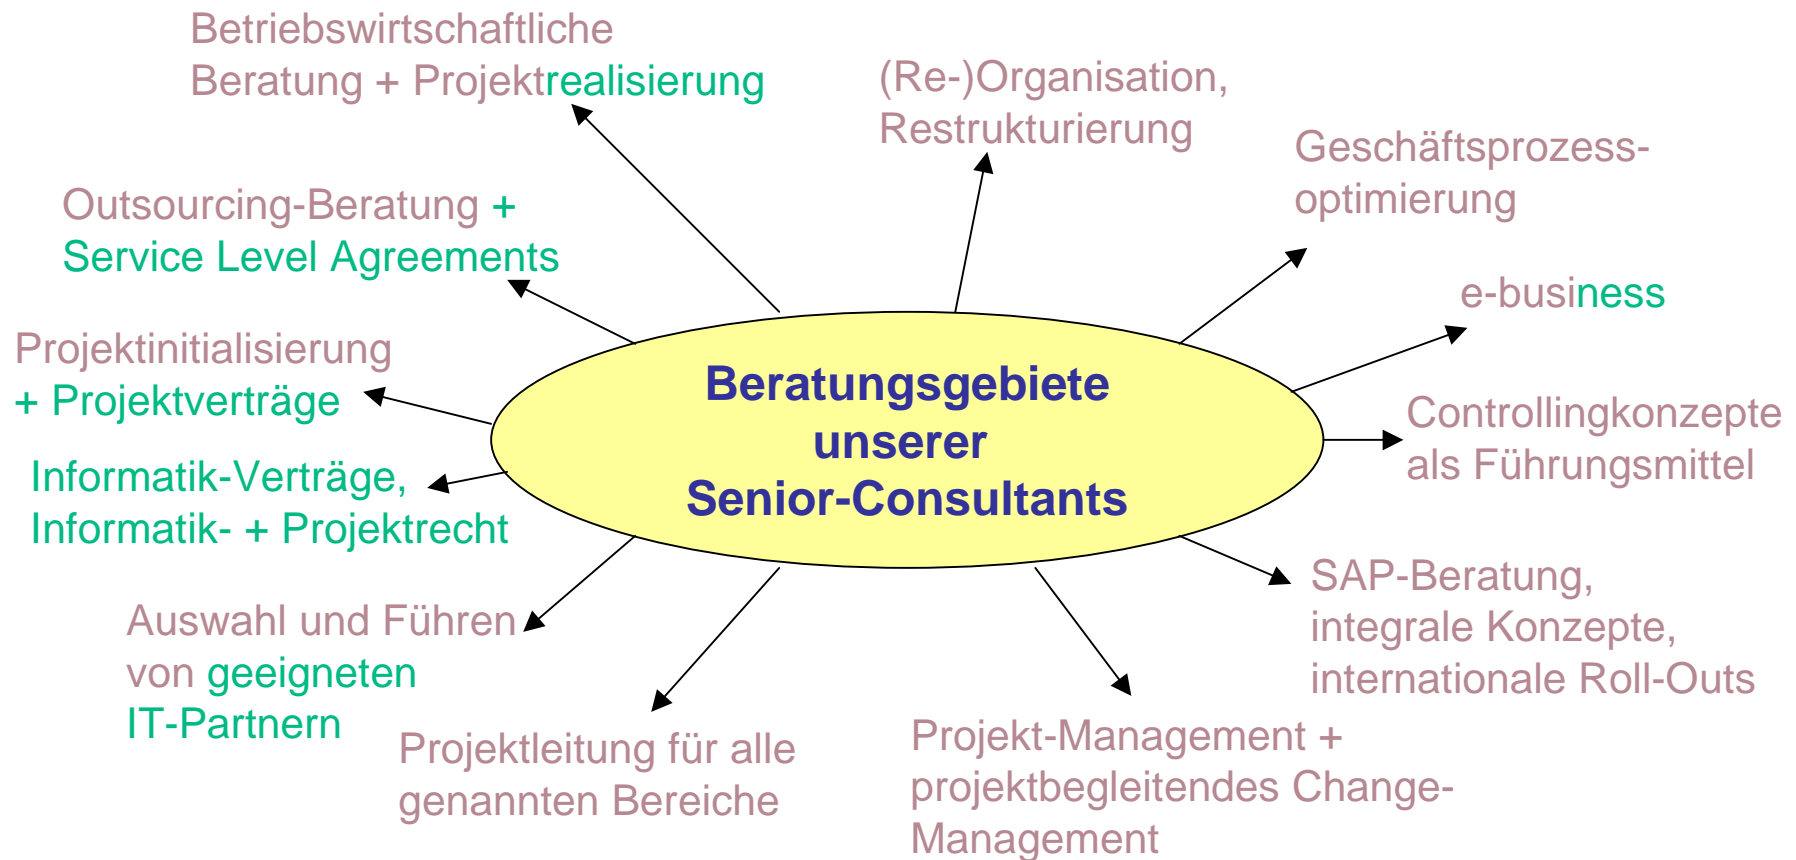 Betriebswirtschaftliche
Beratung + Projektrealisierung
(Re-)Organisation,
Restrukturierung
Geschäftsprozess-
optimierung
Outsourcing-Beratung +
Service Level Agreements
e-business
Projektinitialisierung
+ Projektverträge
Beratungsgebiete
unserer
Senior-Consultants
Controllingkonzepte
als Führungsmittel
Informatik-Verträge,
Informatik- + Projektrecht
SAP-Beratung,
integrale Konzepte,
internationale Roll-Outs
Auswahl und Führen
von geeigneten
IT-Partnern
Projektleitung für alle
genannten Bereiche
Projekt-Management +
projektbegleitendes Change-
Management